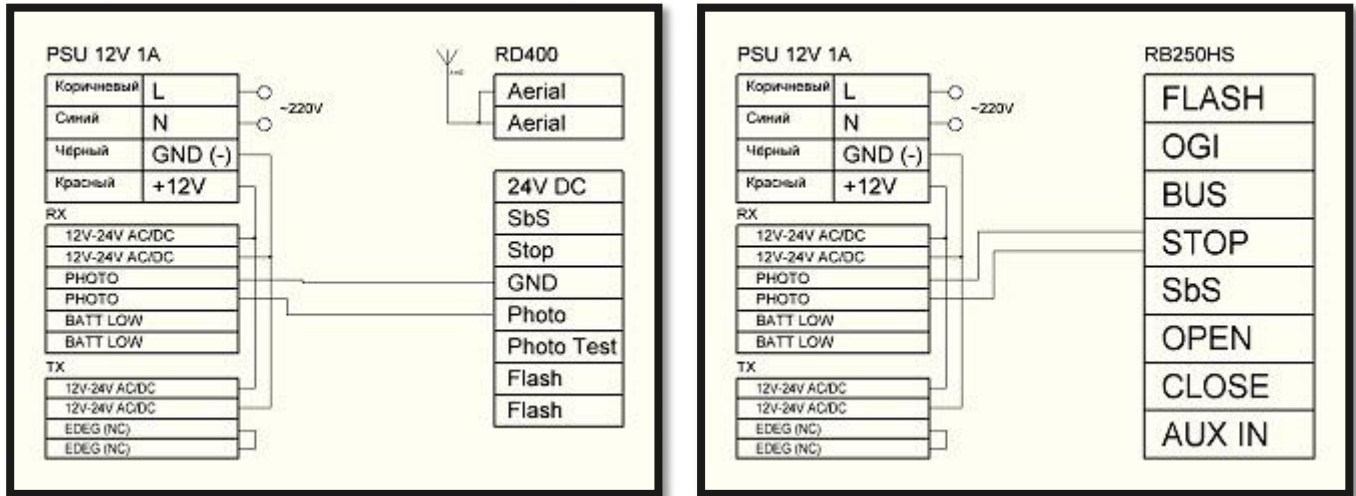 PSU 12V 1A
Коричневый L
Синий N
~220V
Чёрный GND (-)
Красный +12V
RX
12V-24V AC/DC
12V-24V AC/DC
PHOTO
PHOTO
BATT LOW
BATT LOW
TX
12V-24V AC/DC
12V-24V AC/DC
EDEG (NC)
EDEG (NC)
RD400
Aerial
Aerial
24V DC
SbS
Stop
GND
Photo
Photo Test
Flash
Flash
PSU 12V 1A
Коричневый L
Синий N
~220V
Чёрный GND (-)
Красный +12V
RX
12V-24V AC/DC
12V-24V AC/DC
PHOTO
PHOTO
BATT LOW
BATT LOW
TX
12V-24V AC/DC
12V-24V AC/DC
EDEG (NC)
EDEG (NC)
RB250HS
FLASH
OGI
BUS
STOP
SbS
OPEN
CLOSE
AUX IN